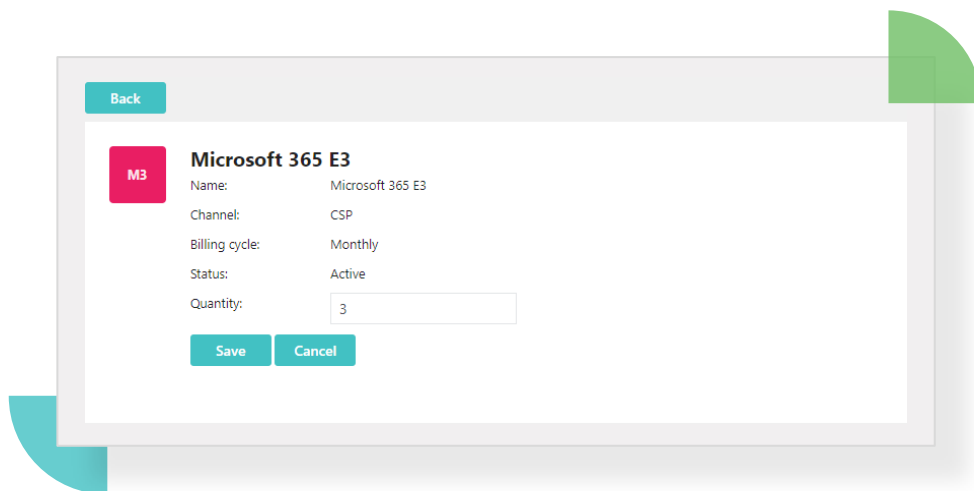 Back
M3
Microsoft 365 E3
Name: Microsoft 365 E3
Channel: CSP
Billing cycle: Monthly
Status: Active
Quantity: 3
Save Cancel